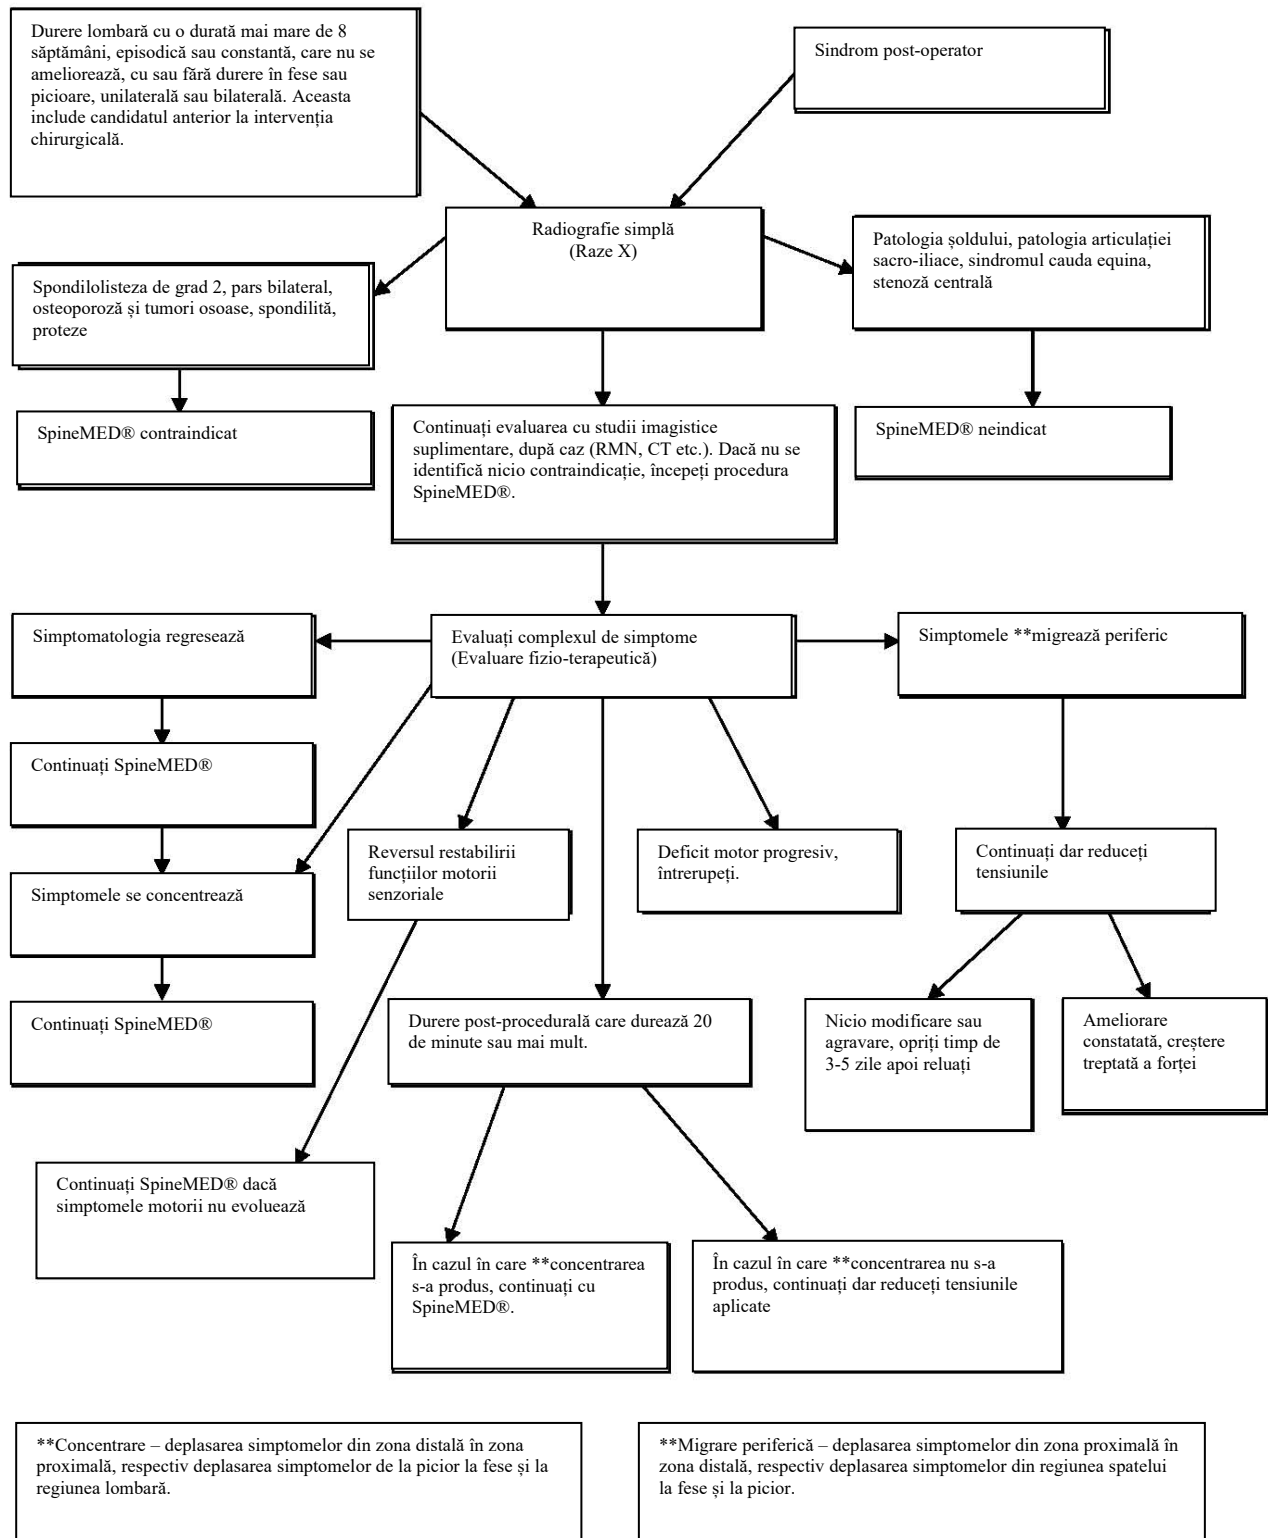 Durere lombară cu o durată mai mare de 8
săptămâni, episodică sau constantă, care nu se
ameliorează, cu sau fără durere în fese sau
picioare, unilaterală sau bilaterală. Aceasta
include candidatul anterior la intervenția
chirurgicală.
Sindrom post-operator
Radiografie simplă
(Raze X)
Spondilolisteza de grad 2, pars bilateral,
osteoporoză și tumori osoase, spondilită,
proteze
Patologia șoldului, patologia articulației
sacro-iliace, sindromul cauda equina,
stenoză centrală
SpineMED® contraindicat
Continuați evaluarea cu studii imagistice
suplimentare, după caz (RMN, CT etc.). Dacă nu se
identifică nicio contraindicație, începeți procedura
SpineMED®.
SpineMED® neindicat
Simptomatologia regresează
Evaluați complexul de simptome
(Evaluare fizio-terapeutică)
Simptomele **migrează periferic
Continuați SpineMED®
Reversul restabilirii
funcțiilor motorii
senzoriale
Deficit motor progresiv,
întrerupeți.
Continuați dar reduceți
tensiunile
Simptomele se concentrează
Continuați SpineMED®
Durere post-procedurală care durează 20
de minute sau mai mult.
Nicio modificare sau
agravare, opriți timp de
3-5 zile apoi reluați
Ameliorare
constatată, creștere
treptată a forței
Continuați SpineMED® dacă
simptomele motorii nu evoluează
În cazul în care **concentrarea
s-a produs, continuați cu
SpineMED®.
În cazul în care **concentrarea nu s-a
produs, continuați dar reduceți tensiunile
aplicate
**Concentrare – deplasarea simptomelor din zona distală în zona
proximală, respectiv deplasarea simptomelor de la picior la fese și la
regiunea lombară.
**Migrare periferică – deplasarea simptomelor din zona proximală în
zona distală, respectiv deplasarea simptomelor din regiunea spatelui
la fese și la picior.